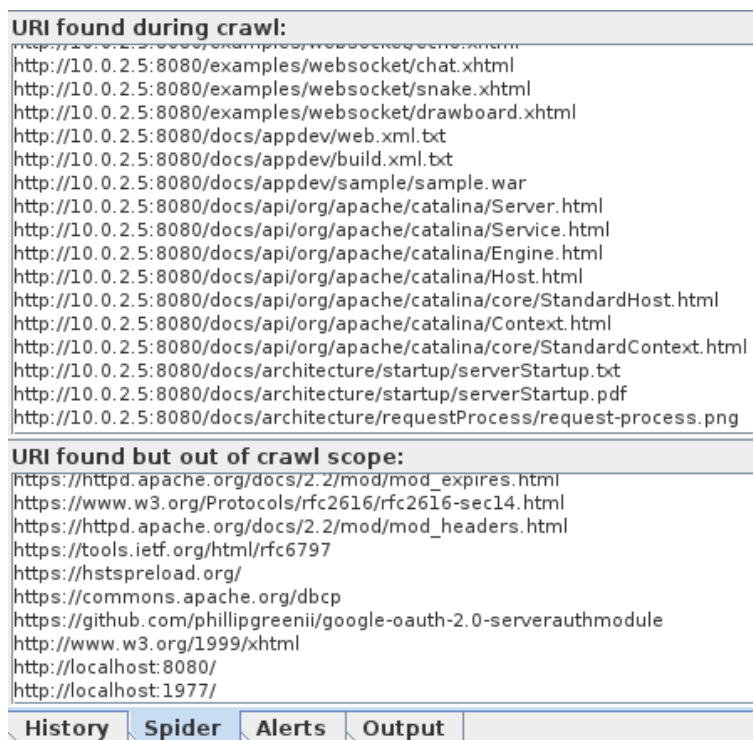 URI found during crawl:
http://10.0.2.5:8080/examples/websocket/echo.xhtml
http://10.0.2.5:8080/examples/websocket/chat.xhtml
http://10.0.2.5:8080/examples/websocket/snake.xhtml
http://10.0.2.5:8080/examples/websocket/drawboard.xhtml
http://10.0.2.5:8080/docs/appdev/web.xml.txt
http://10.0.2.5:8080/docs/appdev/build.xml.txt
http://10.0.2.5:8080/docs/appdev/sample/sample.war
http://10.0.2.5:8080/docs/api/org/apache/catalina/Server.html
http://10.0.2.5:8080/docs/api/org/apache/catalina/Service.html
http://10.0.2.5:8080/docs/api/org/apache/catalina/Engine.html
http://10.0.2.5:8080/docs/api/org/apache/catalina/Host.html
http://10.0.2.5:8080/docs/api/org/apache/catalina/core/StandardHost.html
http://10.0.2.5:8080/docs/api/org/apache/catalina/Context.html
http://10.0.2.5:8080/docs/api/org/apache/catalina/core/StandardContext.html
http://10.0.2.5:8080/docs/architecture/startup/serverStartup.txt
http://10.0.2.5:8080/docs/architecture/startup/serverStartup.pdf
http://10.0.2.5:8080/docs/architecture/requestProcess/request-process.png
URI found but out of crawl scope:
https://httpd.apache.org/docs/2.2/mod/mod_expires.html
https://www.w3.org/Protocols/rfc2616/rfc2616-sec14.html
https://httpd.apache.org/docs/2.2/mod/mod_headers.html
https://tools.ietf.org/html/rfc6797
https://hstspreload.org/
https://commons.apache.org/dbcp
https://github.com/phillipgreenii/google-oauth-2.0-serverauthmodule
http://www.w3.org/1999/xhtml
http://localhost:8080/
http://localhost:1977/
History Spider Alerts Output